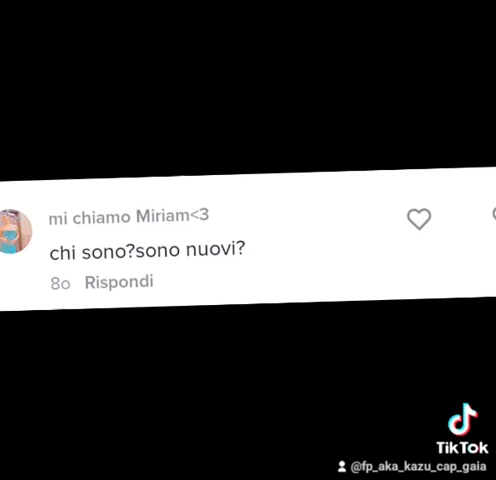 mi chiamo Miriam<3
chi sono?sono nuovi?
8o Rispondi
TikTok
@fp_aka_kazu_cap_gaia